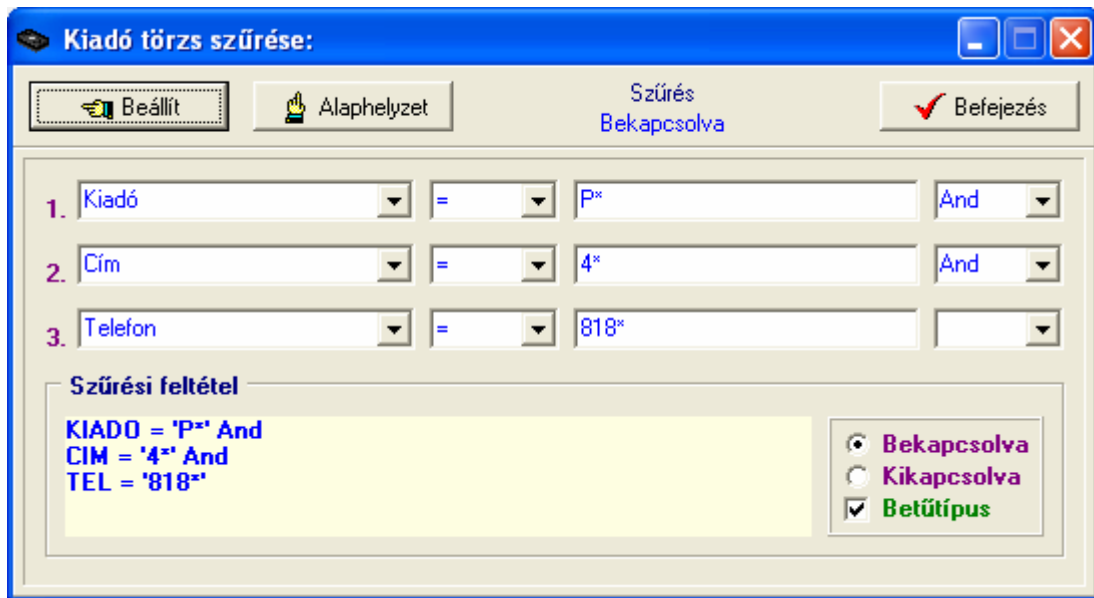 Kiadó törzs szűrése:
Beállít
Alaphelyzet
Szűrés
Bekapcsolva
Befejezés
1. Kiadó = P* And
2. Cím = 4* And
3. Telefon = 818*
Szűrési feltétel
KIADO = 'P*' And
CIM = '4*' And
TEL = '818*'
Bekapcsolva
Kikapcsolva
Betűtípus